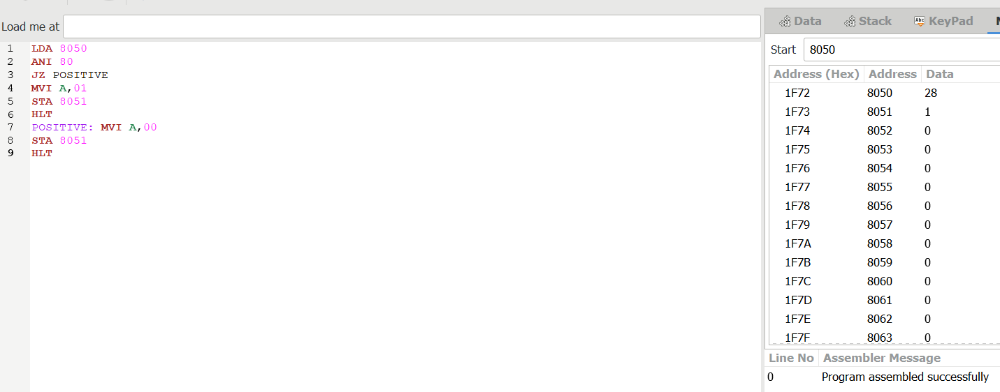 Load me at
1 LDA 8050
2 ANI 80
3 JZ POSITIVE
4 MVI A,01
5 STA 8051
6 HLT
7 POSITIVE: MVI A,00
8 STA 8051
9 HLT
Data Abc Stack KeyPad
Start 8050
Address (Hex) Address Data
1F72 8050 28
1F73 8051 1
1F74 8052 0
1F75 8053 0
1F76 8054 0
1F77 8055 0
1F78 8056 0
1F79 8057 0
1F7A 8058 0
1F7B 8059 0
1F7C 8060 0
1F7D 8061 0
1F7E 8062 0
1F7F 8063 0
Line No Assembler Message
0 Program assembled successfully